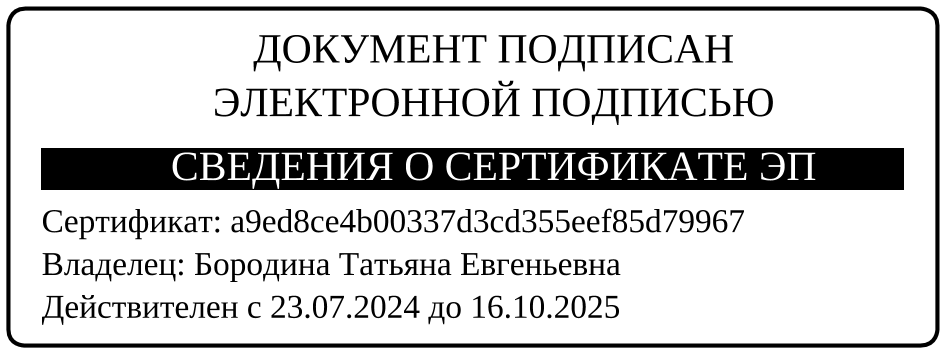 ДОКУМЕНТ ПОДПИСАН
ЭЛЕКТРОННОЙ ПОДПИСЬЮ
СВЕДЕНИЯ О СЕРТИФИКАТЕ ЭП
Сертификат: a9ed8ce4b00337d3cd355eef85d79967
Владелец: Бородина Татьяна Евгеньевна
Действителен с 23.07.2024 до 16.10.2025